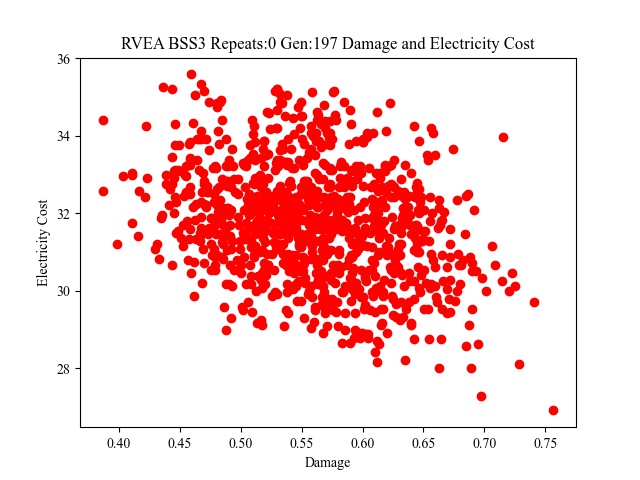 RVEA BSS3 Repeats:0 Gen:197 Damage and Electricity Cost
36
34
32
30
28
Electricity Cost
0.40 0.45 0.50 0.55 0.60 0.65 0.70 0.75
Damage